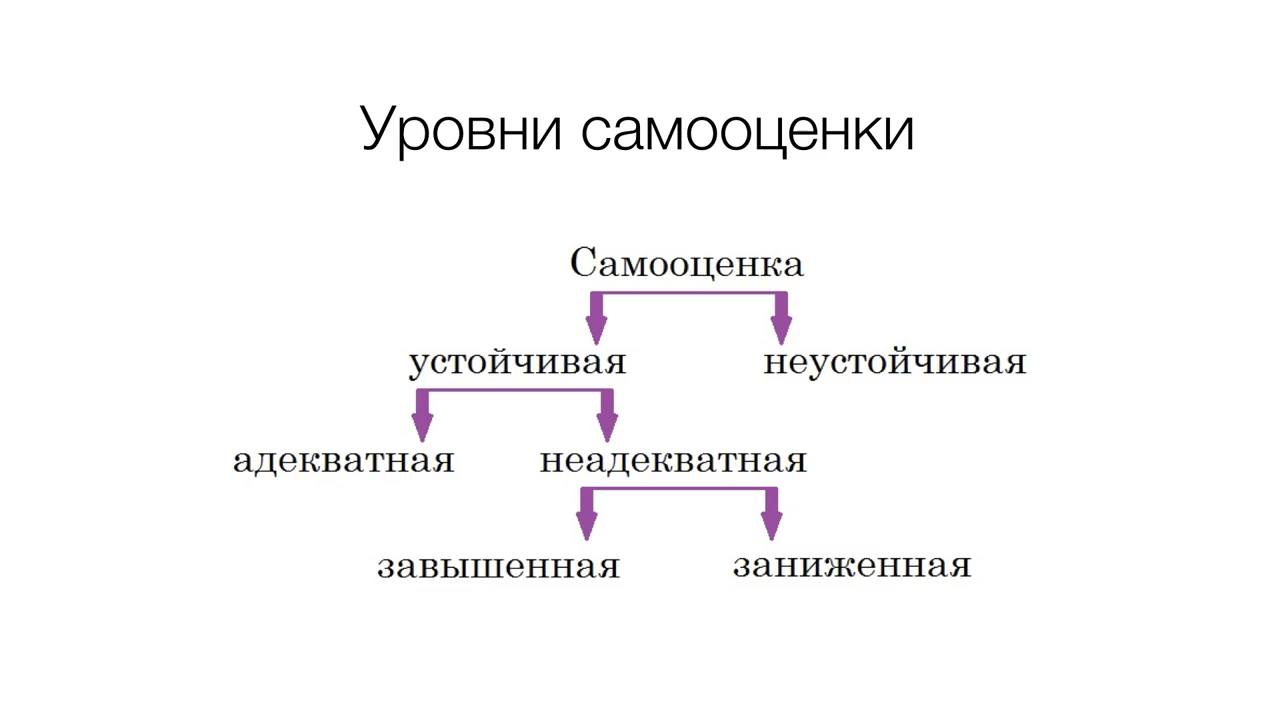 Уровни самооценки
Самооценка
устойчивая неустойчивая
адекватная неадекватная
завышенная заниженная